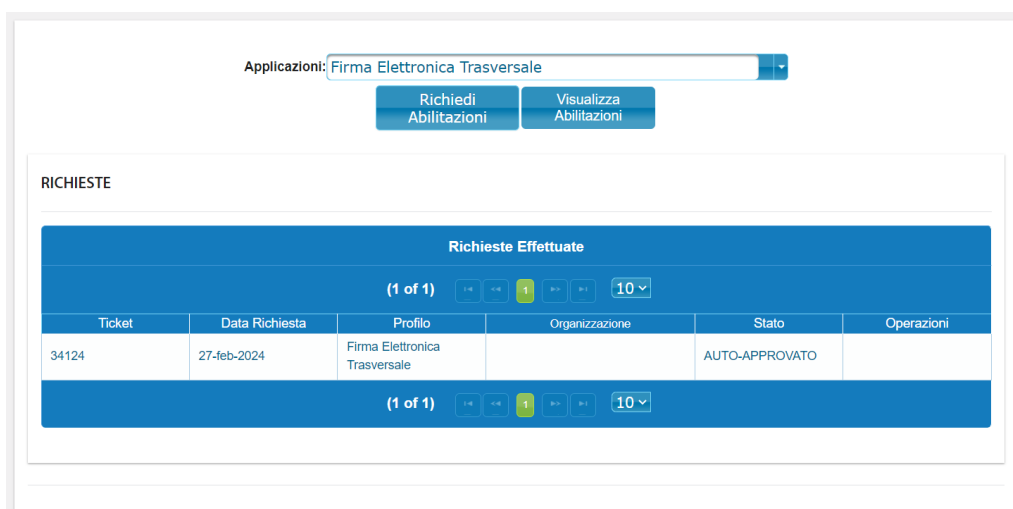 Applicazioni: Firma Elettronica Trasversale
Richiedi Abilitazioni
Visualizza Abilitazioni
RICHIESTE
Richieste Effettuate
(1 of 1) 1 10
Ticket Data Richiesta Profilo Organizzazione Stato Operazioni
34124 27-feb-2024 Firma Elettronica Trasversale AUTO-APPROVATO
(1 of 1) 1 10